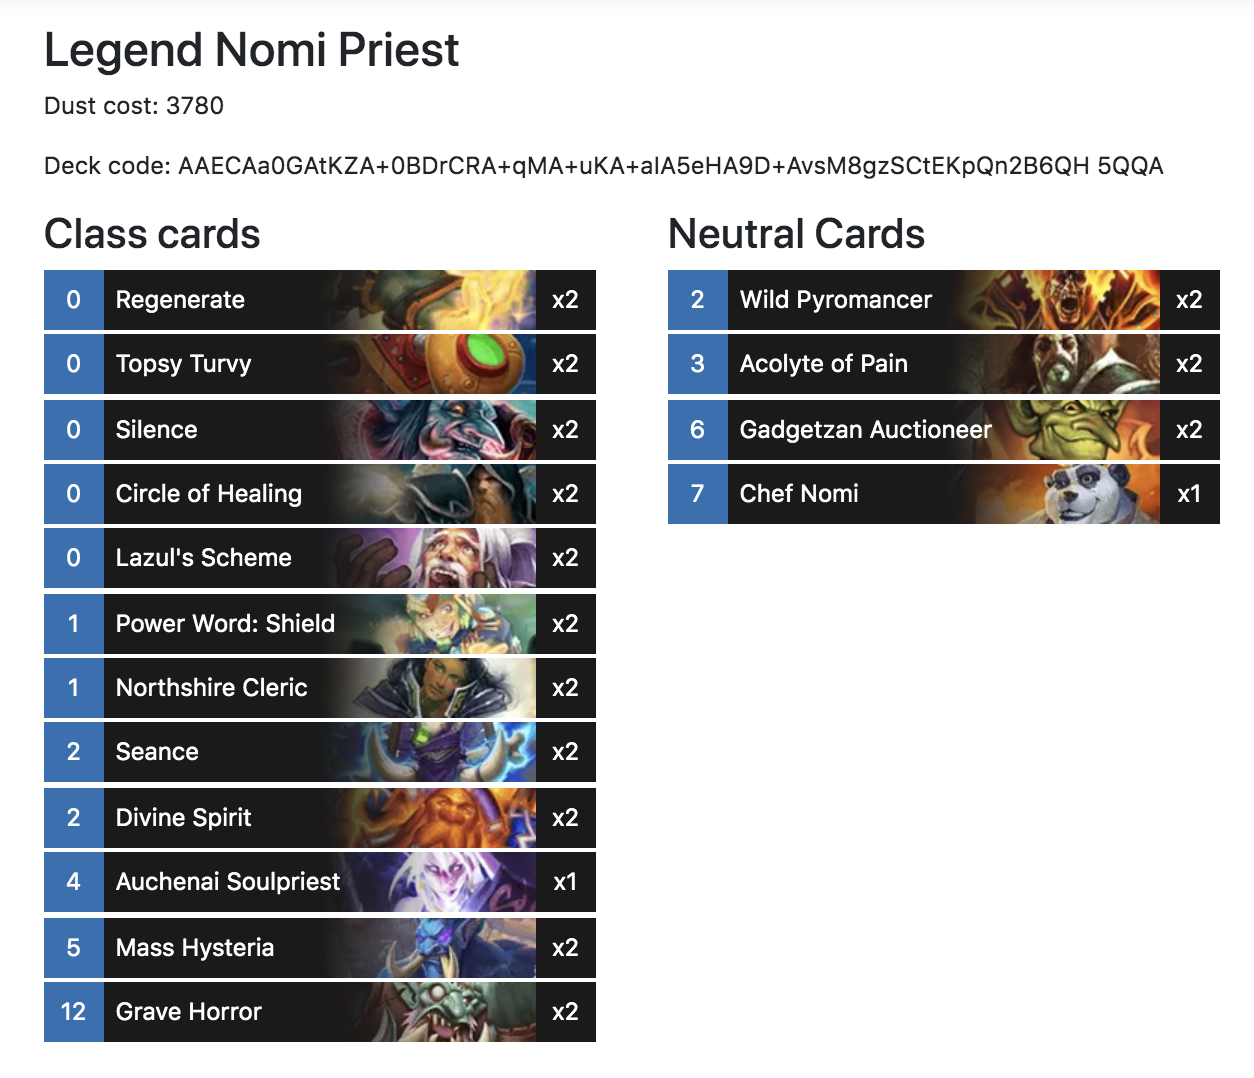 Legend Nomi Priest
Dust cost: 3780
Deck code: AAECAa0GAtKZA+0BDrCRA+qMA+uKA+alA5eHA9D+AvsM8gzSCtEKpQn2B6QH 5QQA
Class cards
0 Regenerate x2
0 Topsy Turvy x2
0 Silence x2
0 Circle of Healing x2
0 Lazul's Scheme x2
1 Power Word: Shield x2
1 Northshire Cleric x2
2 Seance x2
2 Divine Spirit x2
4 Auchenai Soulpriest x1
5 Mass Hysteria x2
12 Grave Horror x2
Neutral Cards
2 Wild Pyromancer x2
3 Acolyte of Pain x2
6 Gadgetzan Auctioneer x2
7 Chef Nomi x1